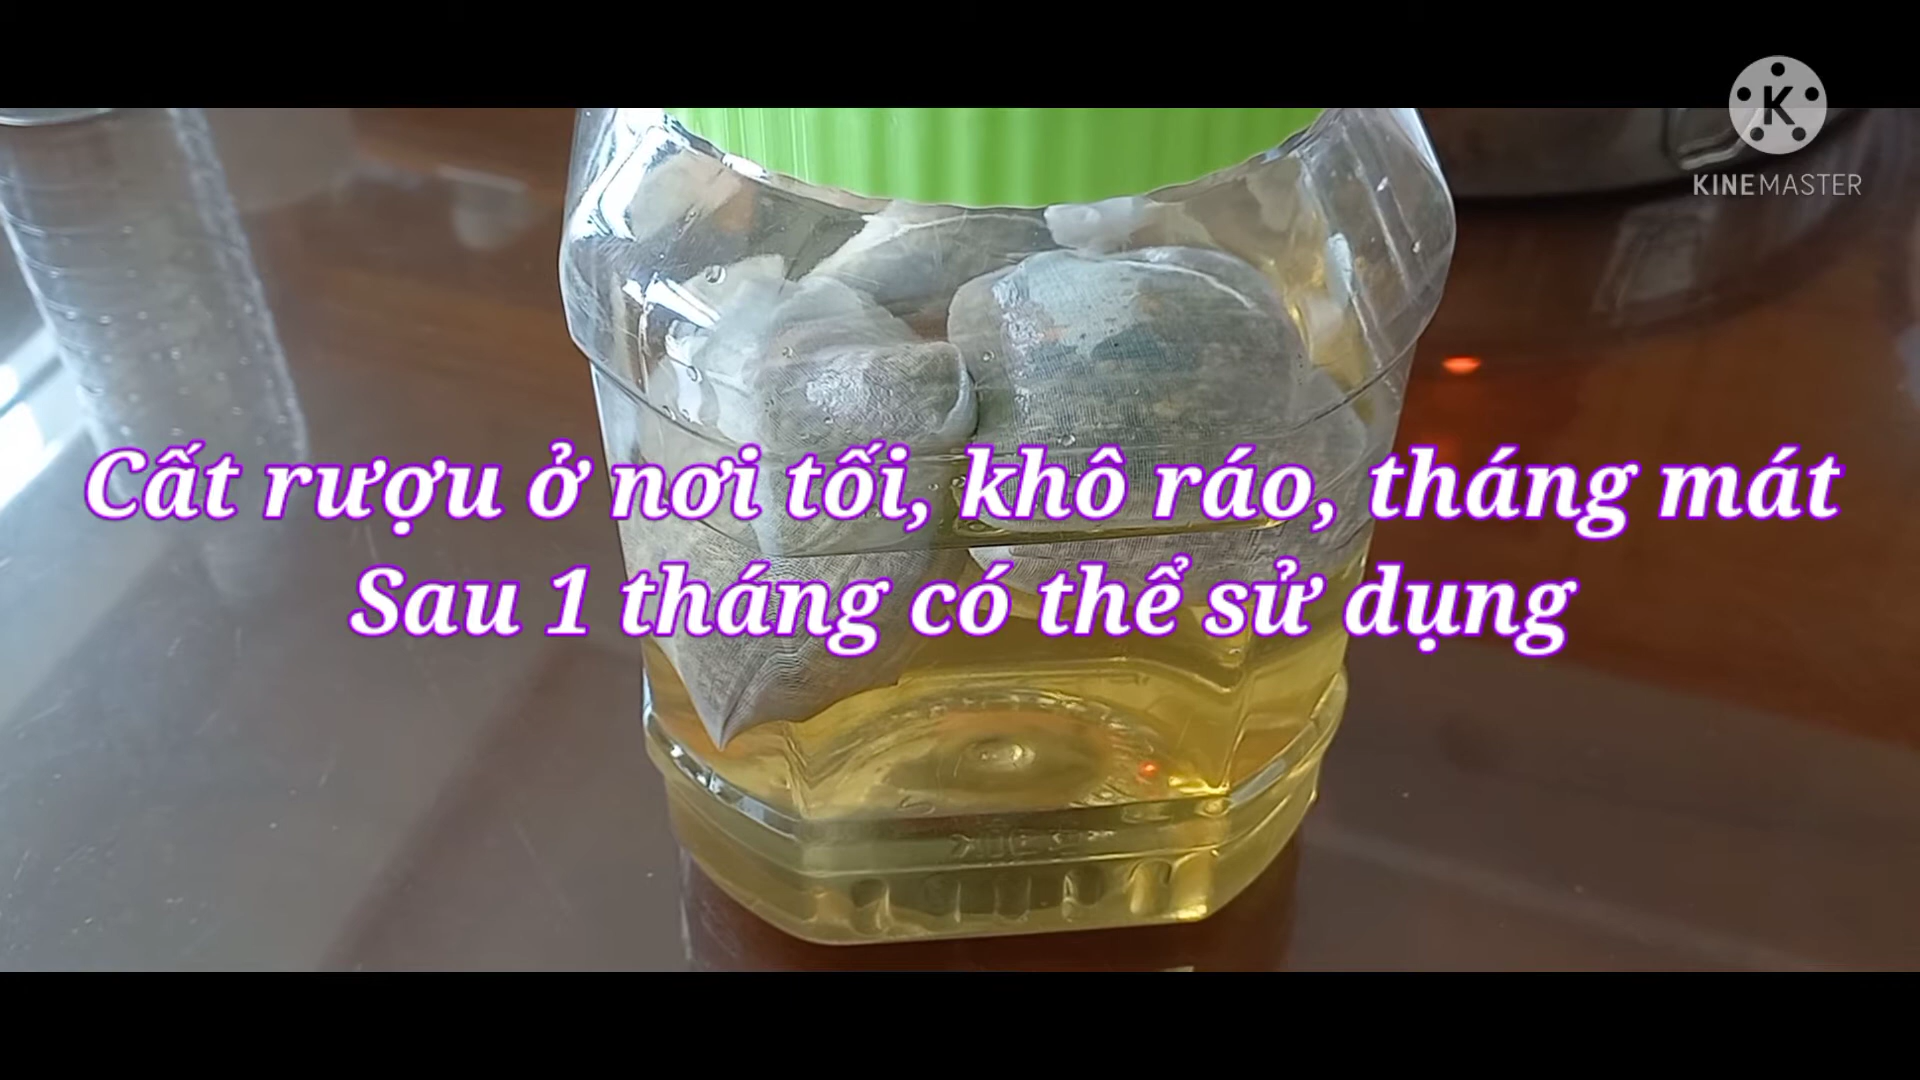 KINEMASTER
Cất rượu ở nơi tối, khô ráo, tháng mát
Sau 1 tháng có thể sử dụng